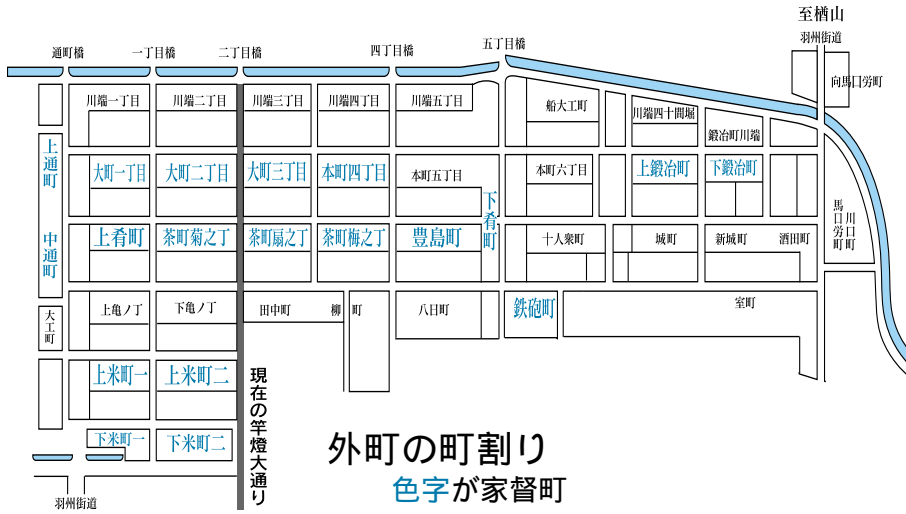 至楢山
羽州街道
通町橋
一丁目橋
二丁目橋
四丁目橋
五丁目橋
向馬口労町
川端一丁目
川端二丁目
川端三丁目
川端四丁目
川端五丁目
船大工町
川端四十間堀
鍛冶町川端
上通町
大町一丁目
大町二丁目
大町三丁目
本町四丁目
本町五丁目
下肴町
本町六丁目
上鍛冶町
下鍛冶町
馬口労町
川口町
中通町
上肴町
茶町菊之丁
茶町扇之丁
茶町梅之丁
豊島町
十人衆町
城町
新城町
酒田町
大工町
上亀ノ丁
下亀ノ丁
田中町
柳町
八日町
鉄砲町
室町
上米町一
上米町二
現在の竿燈大通り
下米町一
下米町二
羽州街道
外町の町割り
色字が家督町